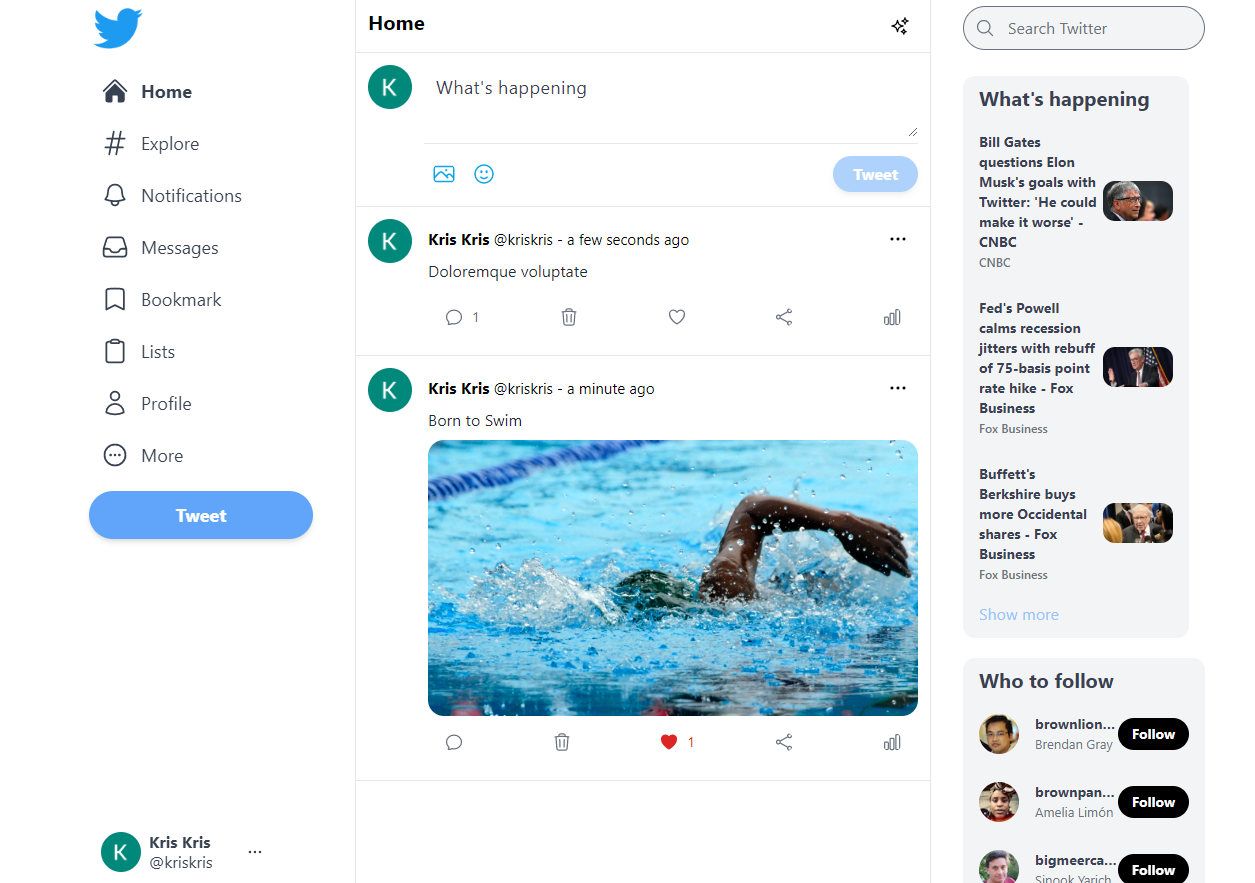 Home
Explore
Notifications
Messages
Bookmark
Lists
Profile
More
Tweet
K
Kris Kris
@kriskris
Home
K
What's happening
Tweet
K
Kris Kris @kriskris - a few seconds ago
Doloremque voluptate
1
K
Kris Kris @kriskris - a minute ago
Born to Swim
1
Search Twitter
What's happening
Bill Gates
questions Elon
Musk's goals with
Twitter: 'He could
make it worse' -
CNBC
CNBC
Fed's Powell
calms recession
jitters with rebuff
of 75-basis point
rate hike - Fox
Business
Fox Business
Buffett's
Berkshire buys
more Occidental
shares - Fox
Business
Fox Business
Show more
Who to follow
brownlion...
Brendan Gray
Follow
brownpan...
Amelia Limón
Follow
bigmeerca...
Sinook Yarich
Follow